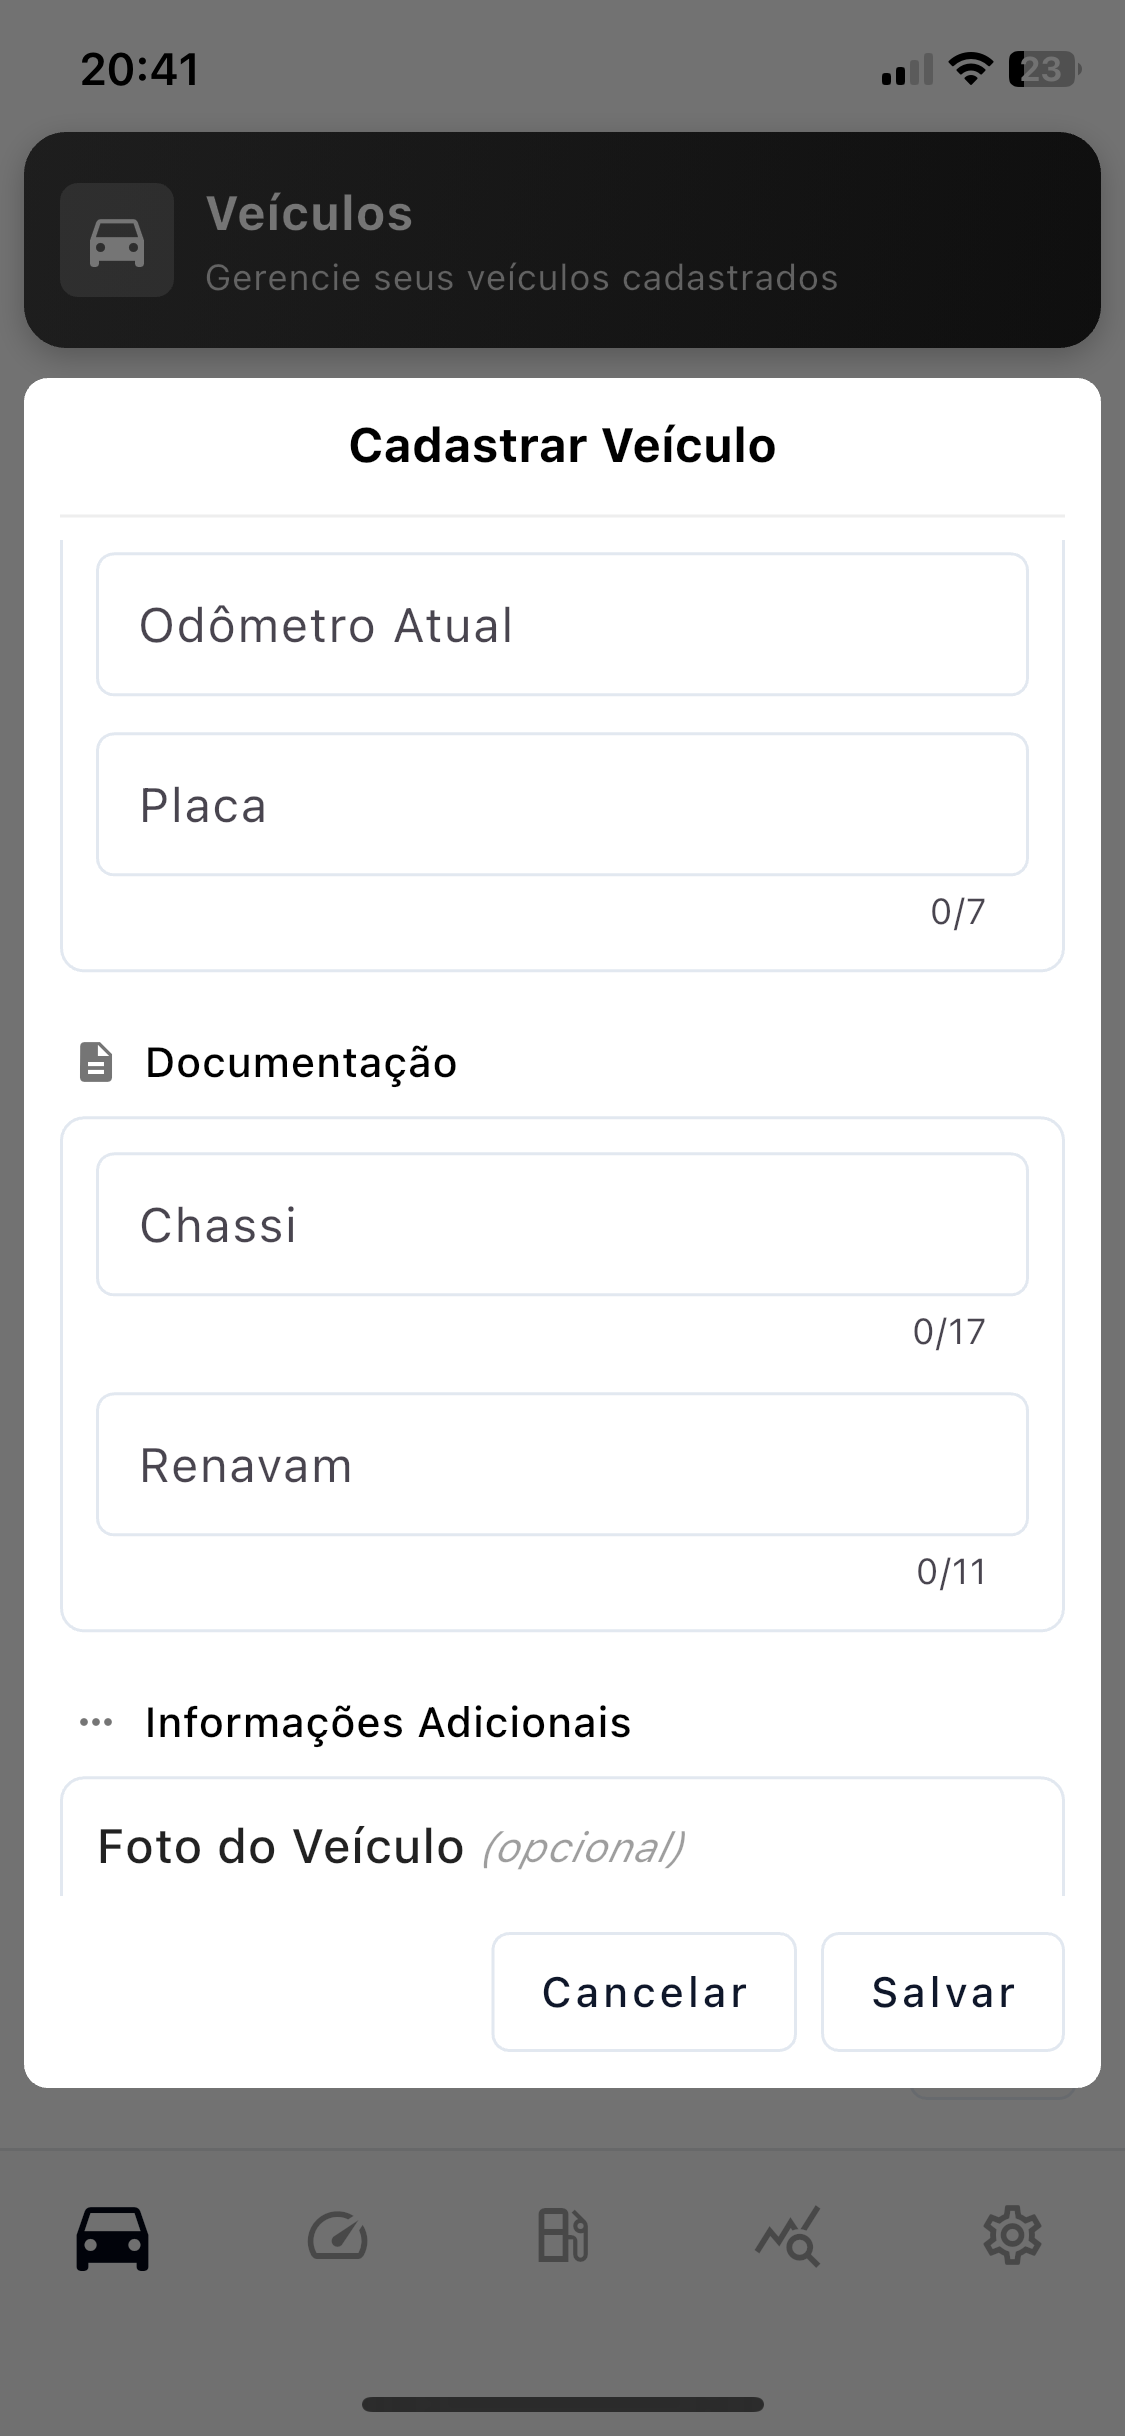 20:41
23
Veículos
Gerencie seus veículos cadastrados
Cadastrar Veículo
Odômetro Atual
Placa
0/7
Documentação
Chassi
0/17
Renavam
0/11
Informações Adicionais
Foto do Veículo (opcional)
Cancelar
Salvar